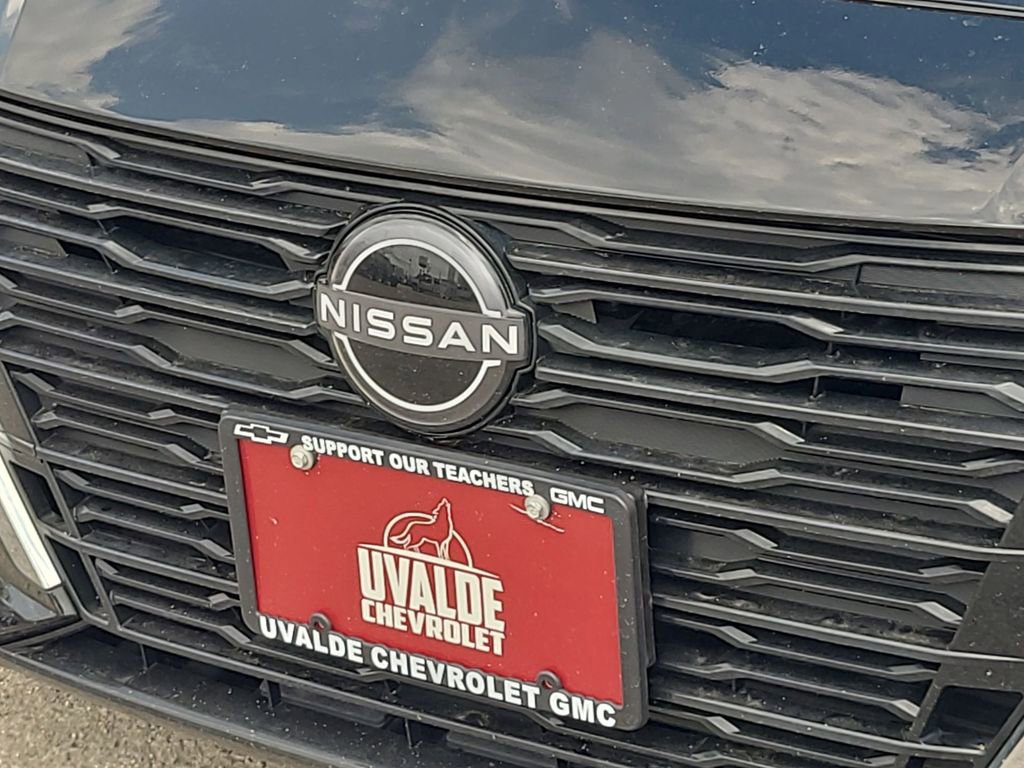 NISSAN
SUPPORT OUR TEACHERS GMC
UVALDE
CHEVROLET
UVALDE CHEVROLET GMC